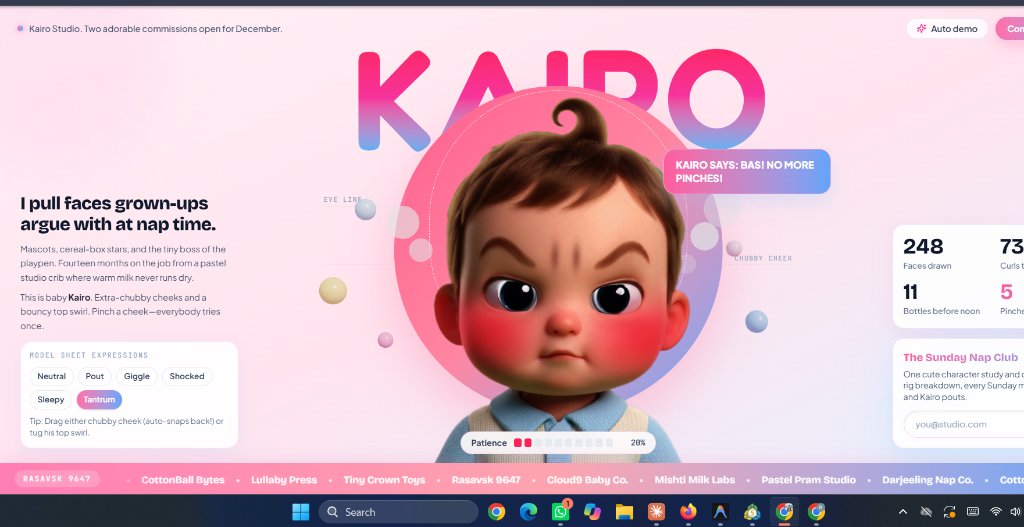 Kairo Studio. Two adorable commissions open for December.
Auto demo
KAIRO
KAIRO SAYS: BAS! NO MORE
PINCHES!
EYE LINE
CHUBBY CHEEK
I pull faces grown-ups
argue with at nap time.
Mascots, cereal-box stars, and the tiny boss of the
playpen. Fourteen months on the job from a pastel
studio crib where warm milk never runs dry.
This is baby Kairo. Extra-chubby cheeks and a
bouncy top swirl. Pinch a cheek—everybody tries
once.
MODEL SHEET EXPRESSIONS
Neutral Pout Giggle Shocked
Sleepy Tantrum
Tip: Drag either chubby cheek (auto-snaps back!) or
tug his top swirl.
Patience 20%
248 73
Faces drawn Curls
11 5
Bottles before noon
The Sunday Nap Club
One cute character study and
rig breakdown, every Sunday
and Kairo pouts.
you@studio.com
RASAVSK 9647 CottonBall Bytes • Lullaby Press • Tiny Crown Toys • Rasavsk 9647 • Cloud9 Baby Co. • Mishti Milk Labs • Pastel Pram Studio • Darjeeling Nap Co. •
Search
1